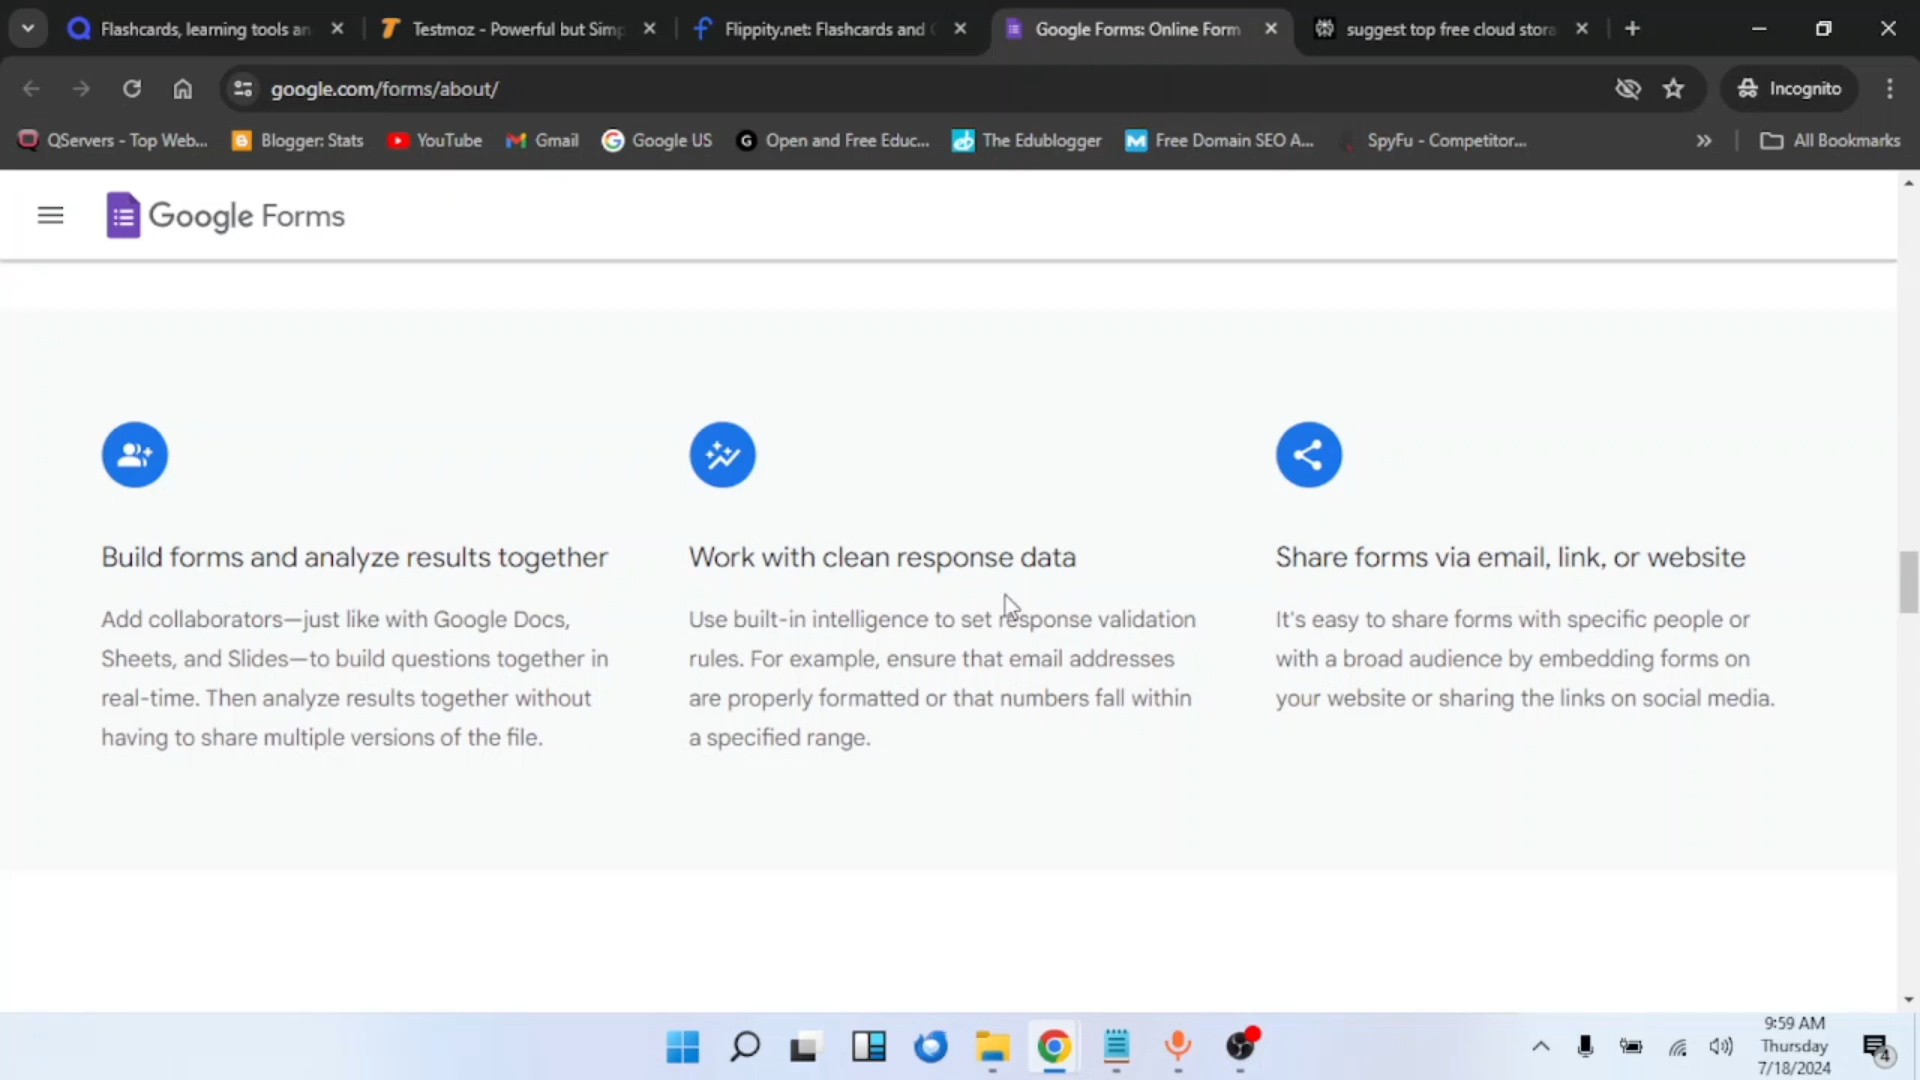 Flashcards, learning tools an
Testmoz - Powerful but Simp
Flippity.net: Flashcards and G
Google Forms: Online Form
suggest top free cloud stora
google.com/forms/about/
Incognito
QServers - Top Web...
Blogger: Stats
YouTube
Gmail
Google US
Open and Free Educ...
The Edublogger
Free Domain SEO A...
SpyFu - Competitor...
All Bookmarks
Google Forms
Build forms and analyze results together
Add collaborators—just like with Google Docs,
Sheets, and Slides—to build questions together in
real-time. Then analyze results together without
having to share multiple versions of the file.
Work with clean response data
Use built-in intelligence to set response validation
rules. For example, ensure that email addresses
are properly formatted or that numbers fall within
a specified range.
Share forms via email, link, or website
It's easy to share forms with specific people or
with a broad audience by embedding forms on
your website or sharing the links on social media.
9:59 AM
Thursday
7/18/2024
4